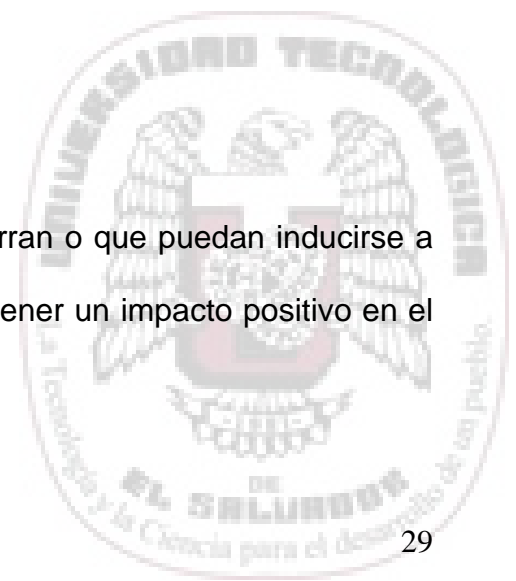 UNIVERSIDAD TECNOLOGICA
rran o que puedan inducirse a
ener un impacto positivo en el
La Tecnología y la Ciencia para el desarrollo de un pueblo.
DE
EL SALVADOR
29